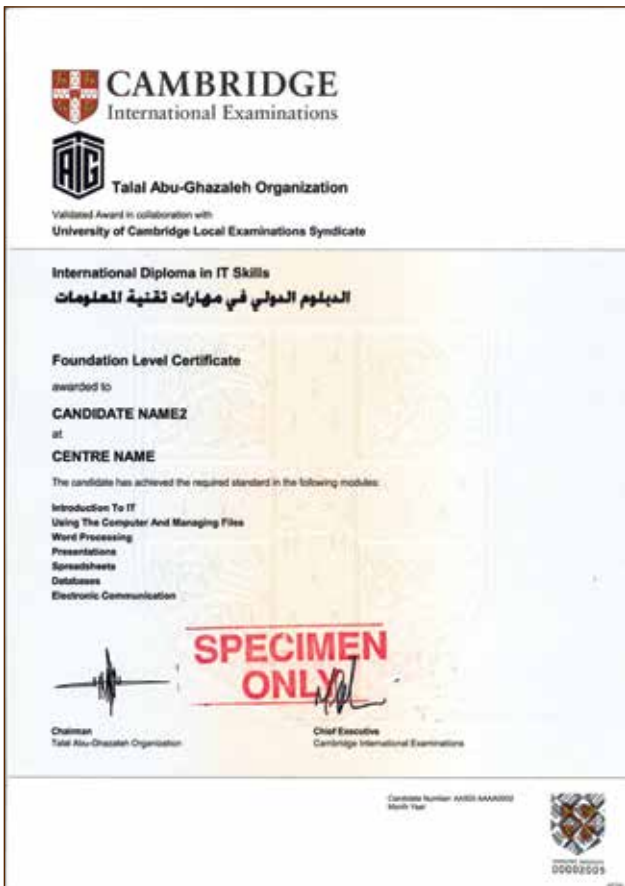 CAMBRIDGE
International Examinations
TAG
Talal Abu-Ghazaleh Organization
Validated Award in collaboration with
University of Cambridge Local Examinations Syndicate
International Diploma in IT Skills
الدبلوم الدولي في مهارات تقنية المعلومات
Foundation Level Certificate
awarded to
CANDIDATE NAME2
at
CENTRE NAME
The candidate has achieved the required standard in the following modules:
Introduction To IT
Using The Computer And Managing Files
Word Processing
Presentations
Spreadsheets
Databases
Electronic Communication
SPECIMEN
ONLY
Chairman
Talal Abu-Ghazaleh Organization
Chief Executive
Cambridge International Examinations
Candidate Number:
Month Year